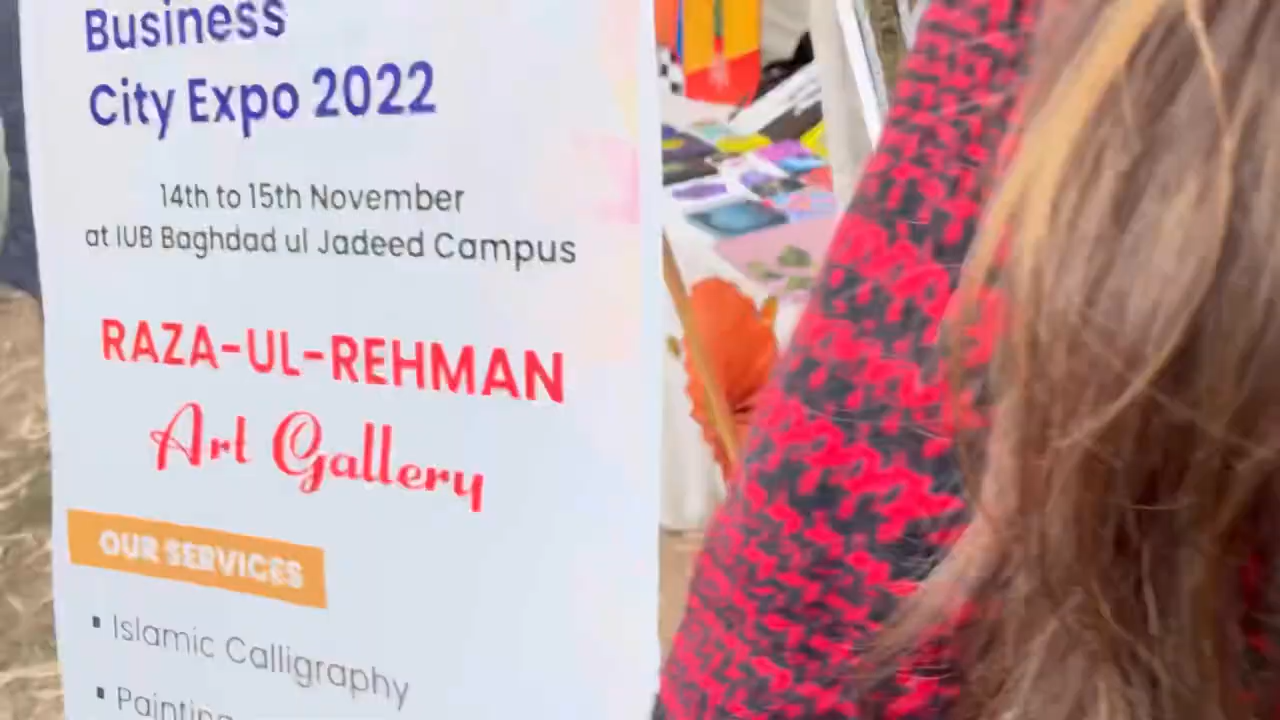 Business
City Expo 2022
14th to 15th November
at IUB Baghdad ul Jadeed Campus
RAZA-UL-REHMAN
Art Gallery
OUR SERVICES
▪ Islamic Calligraphy
▪ Painting